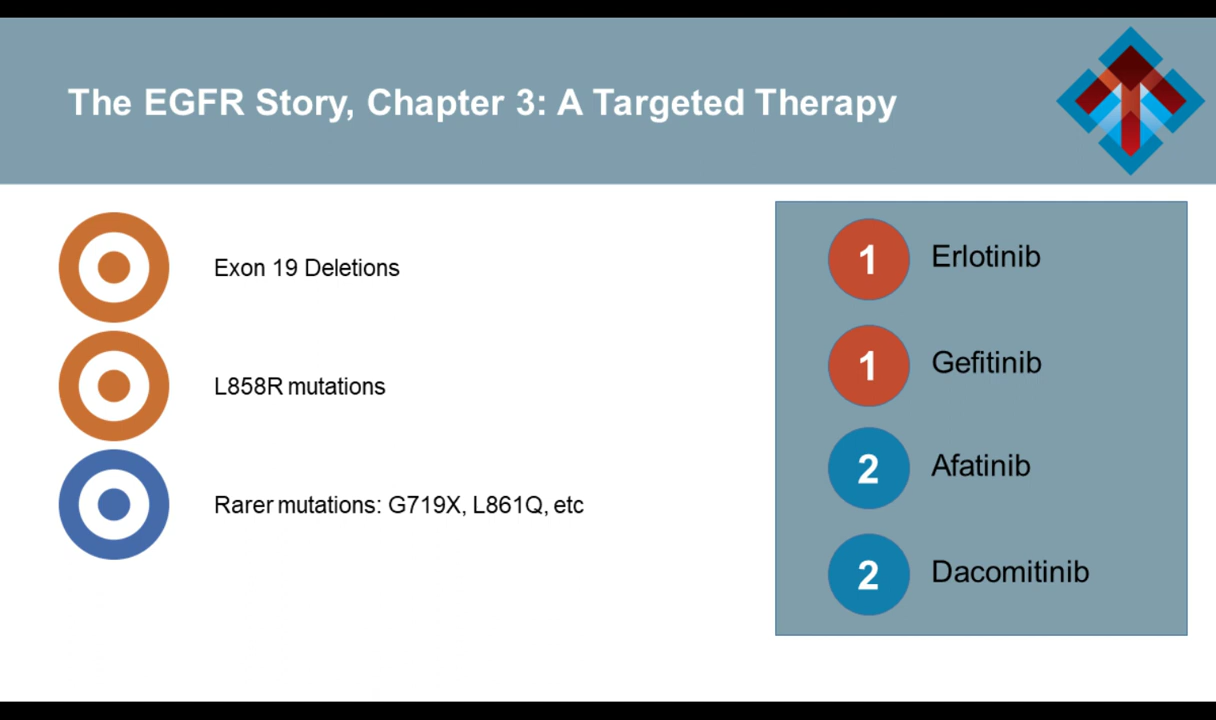 The EGFR Story, Chapter 3: A Targeted Therapy
Exon 19 Deletions
L858R mutations
Rarer mutations: G719X, L861Q, etc
1 Erlotinib
1 Gefitinib
2 Afatinib
2 Dacomitinib